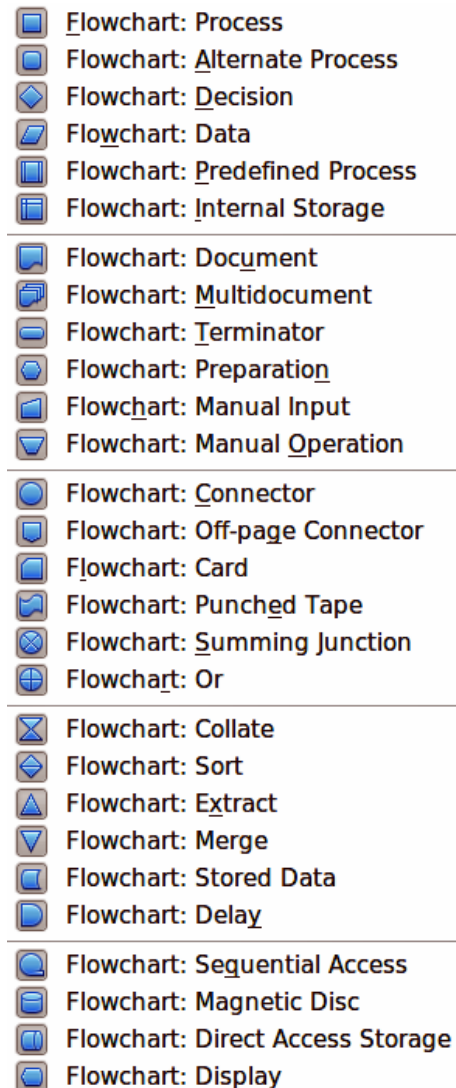 Flowchart: Process
Flowchart: Alternate Process
Flowchart: Decision
Flowchart: Data
Flowchart: Predefined Process
Flowchart: Internal Storage
Flowchart: Document
Flowchart: Multidocument
Flowchart: Terminator
Flowchart: Preparation
Flowchart: Manual Input
Flowchart: Manual Operation
Flowchart: Connector
Flowchart: Off-page Connector
Flowchart: Card
Flowchart: Punched Tape
Flowchart: Summing Junction
Flowchart: Or
Flowchart: Collate
Flowchart: Sort
Flowchart: Extract
Flowchart: Merge
Flowchart: Stored Data
Flowchart: Delay
Flowchart: Sequential Access
Flowchart: Magnetic Disc
Flowchart: Direct Access Storage
Flowchart: Display